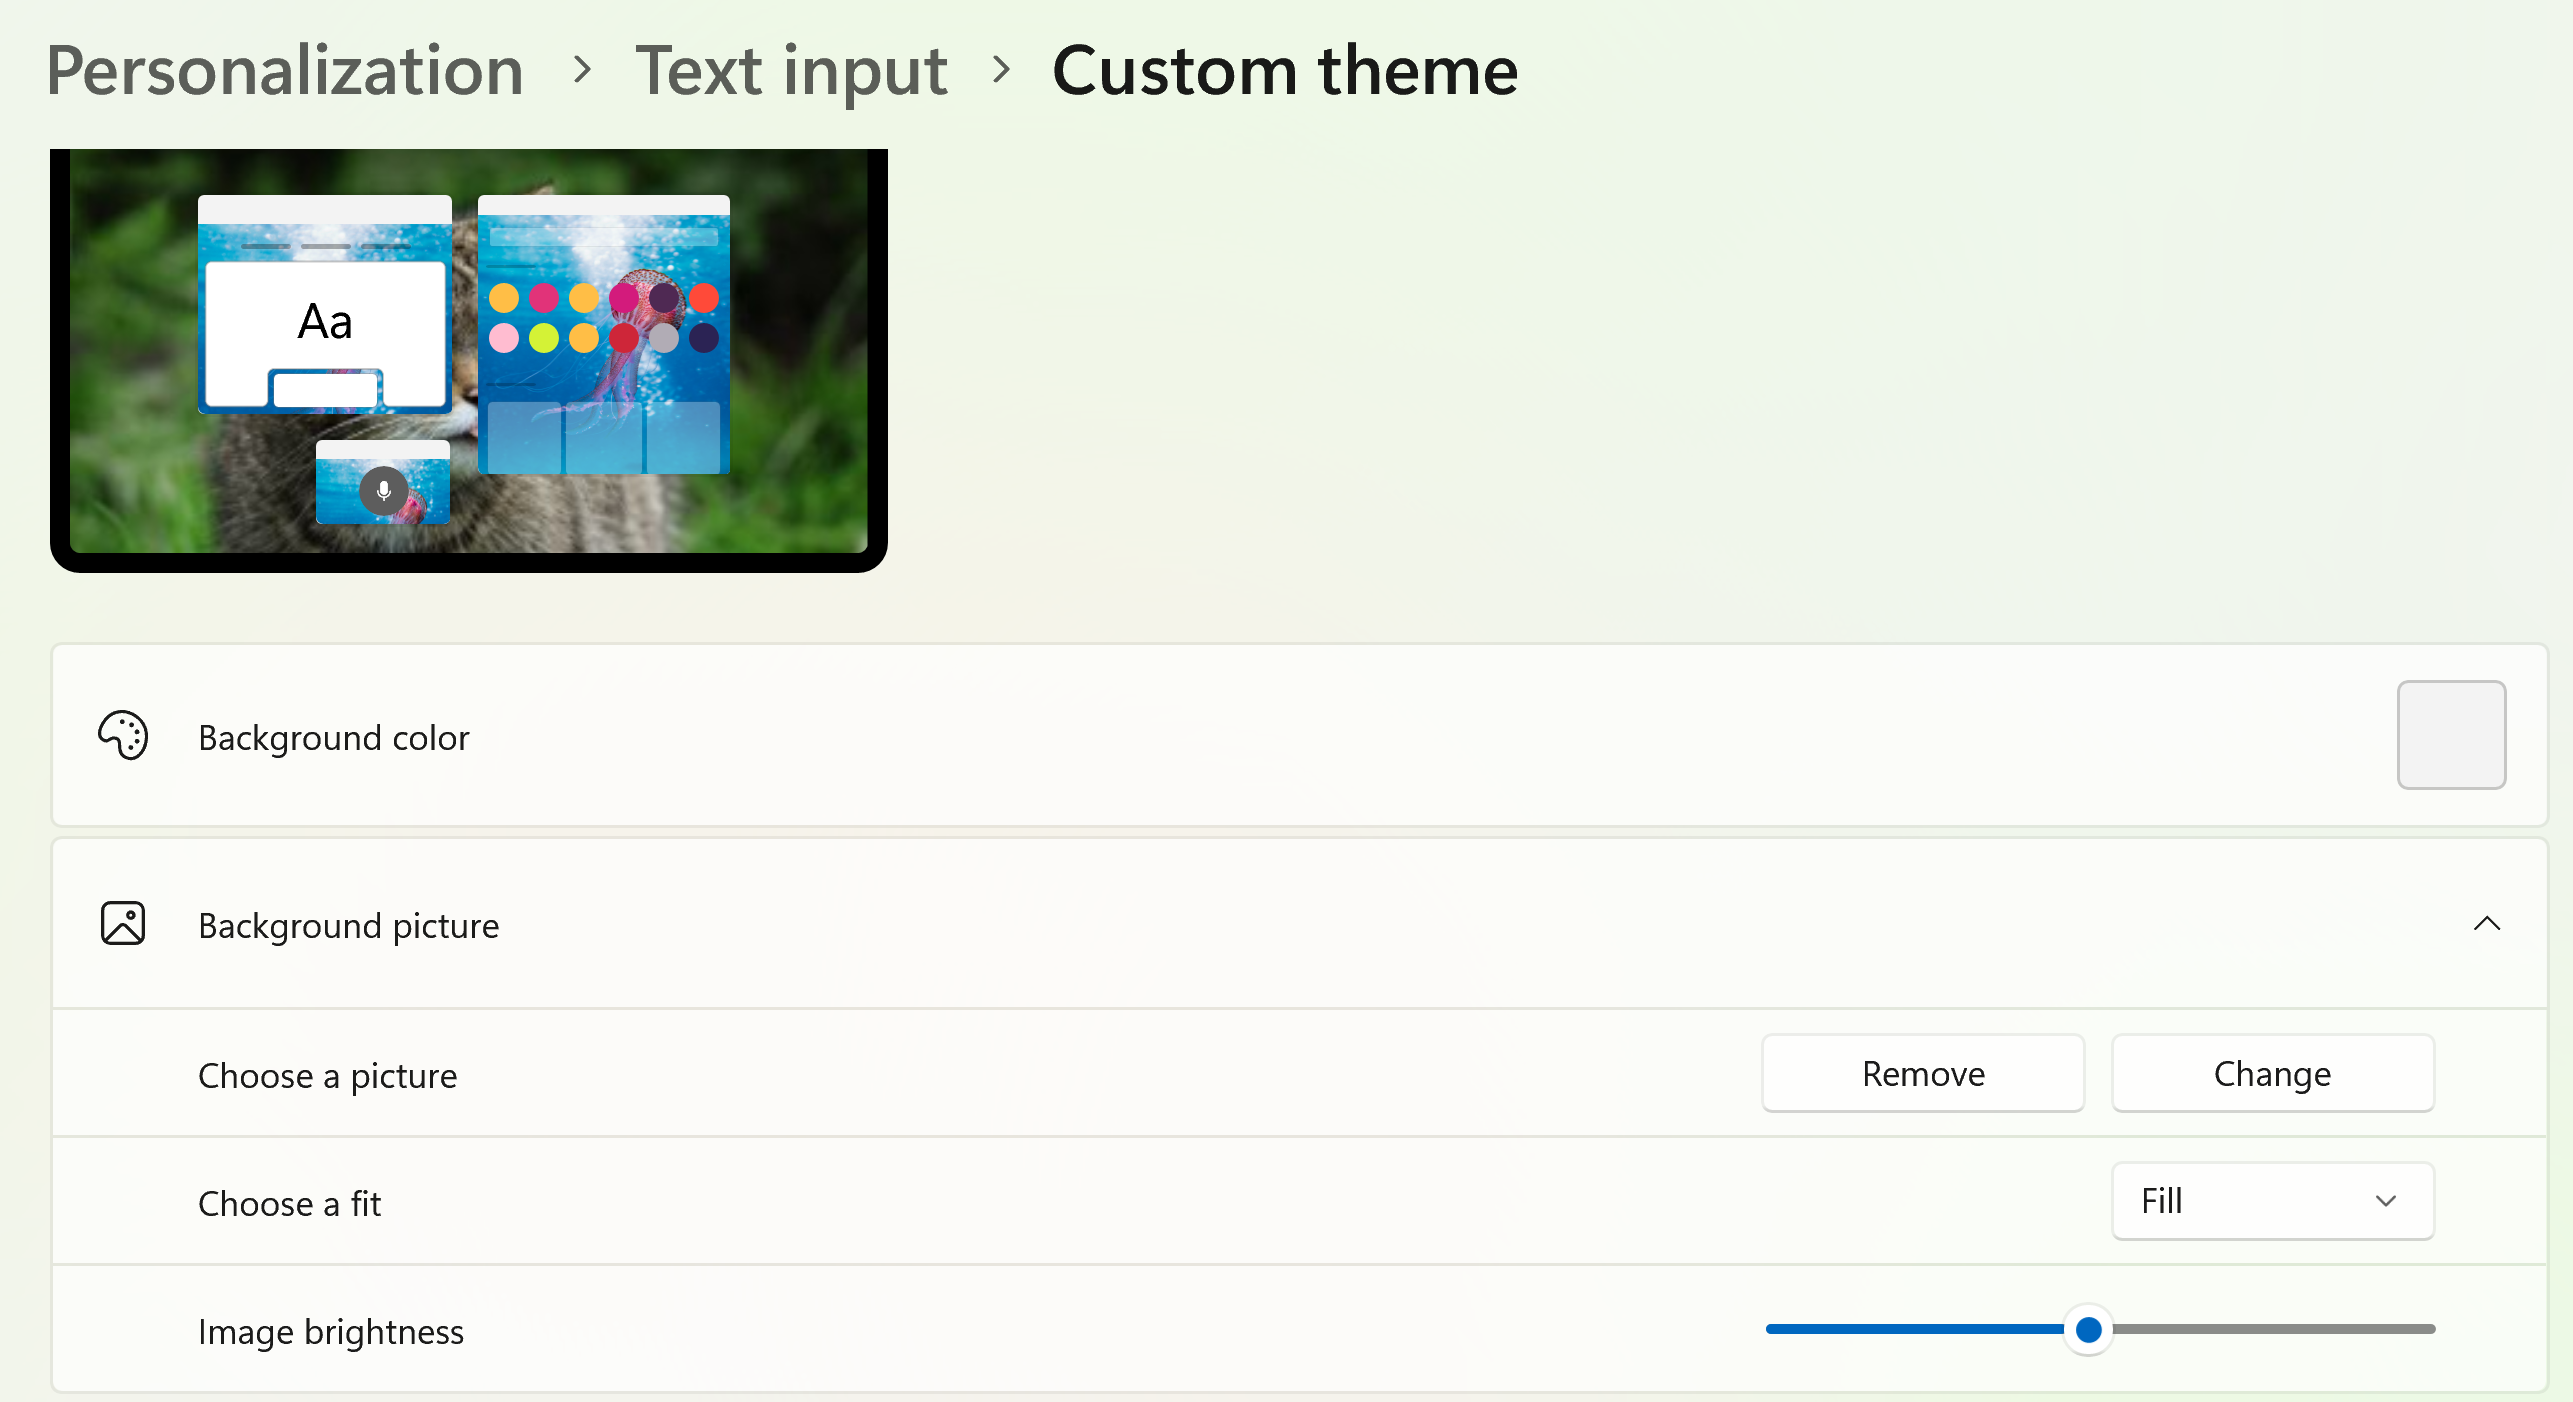 Personalization > Text input > Custom theme
Aa
Background color
Background picture
Choose a picture
Remove
Change
Choose a fit
Fill
Image brightness